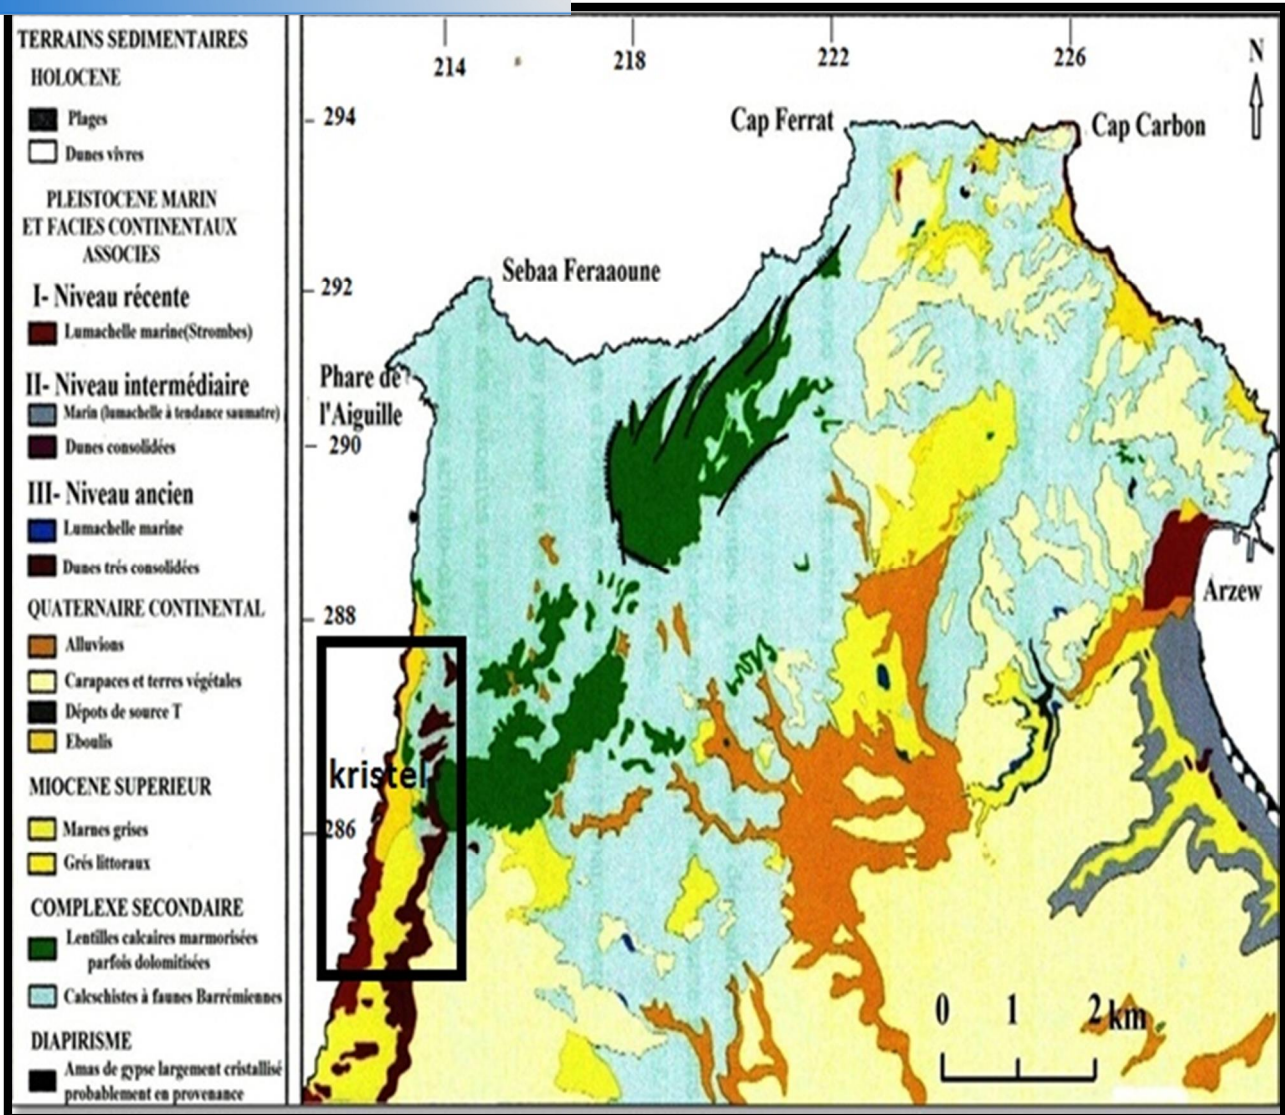 TERRAINS SEDIMENTAIRES
HOLOCENE
Plages
Dunes vivres
PLEISTOCENE MARIN
ET FACIES CONTINENTAUX
ASSOCIES
I- Niveau récente
Lumachelle marine(Strombes)
II- Niveau intermédiaire
Marin (lumachelle à tendance saumatre)
Dunes consolidées
III- Niveau ancien
Lumachelle marine
Dunes trés consolidées
QUATERNAIRE CONTINENTAL
Alluvions
Carapaces et terres végétales
Dépots de source T
Eboulis
MIOCENE SUPERIEUR
Marnes grises
Grés littoraux
COMPLEXE SECONDAIRE
Lentilles calcaires marmorisées
parfois dolomitisées
Calcschistes à faunes Barrémiennes
DIAPIRISME
Amas de gypse largement cristallisé
probablement en provenance
214
218
222
226
N
294
292
290
288
286
Cap Ferrat
Cap Carbon
Sebaa Feraaoune
Phare de
l'Aiguille
Arzew
kristel
0 1 2 km